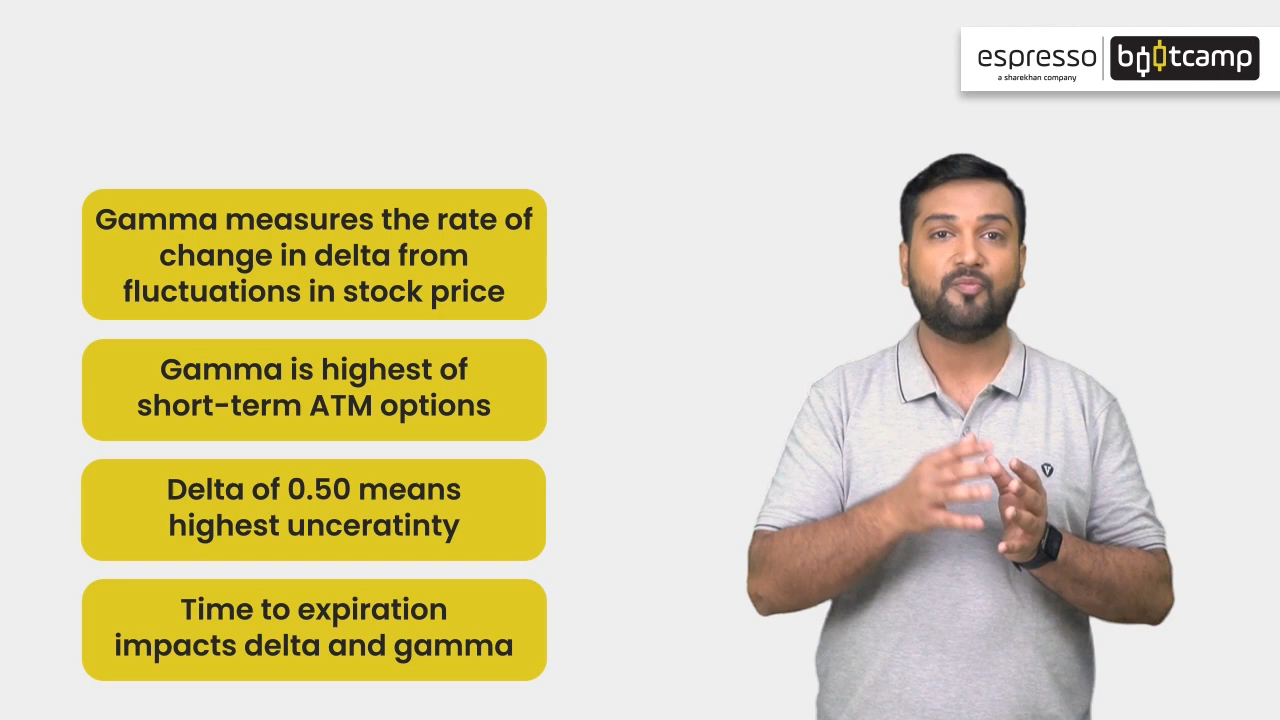 espresso
a sharekhan company
bootcamp
Gamma measures the rate of
change in delta from
fluctuations in stock price
Gamma is highest of
short-term ATM options
Delta of 0.50 means
highest unceratinty
Time to expiration
impacts delta and gamma